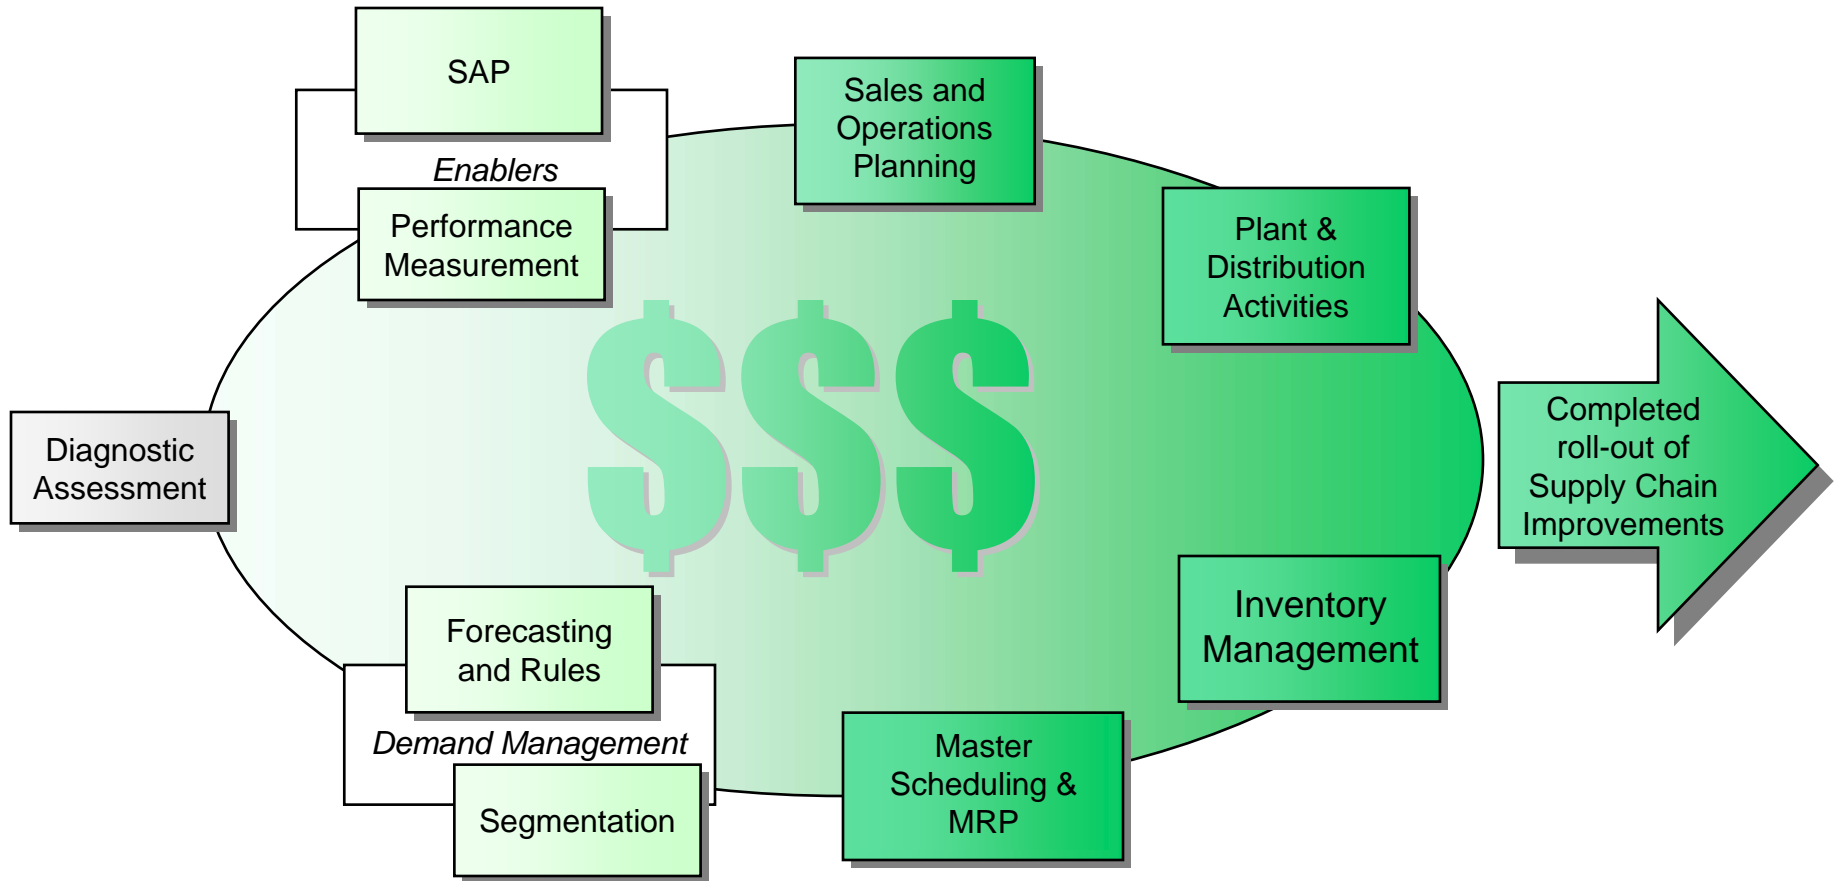 SAP
Enablers
Performance
Measurement
Sales and
Operations
Planning
Plant &
Distribution
Activities
$$$
Diagnostic
Assessment
Completed
roll-out of
Supply Chain
Improvements
Forecasting
and Rules
Demand Management
Segmentation
Master
Scheduling &
MRP
Inventory
Management